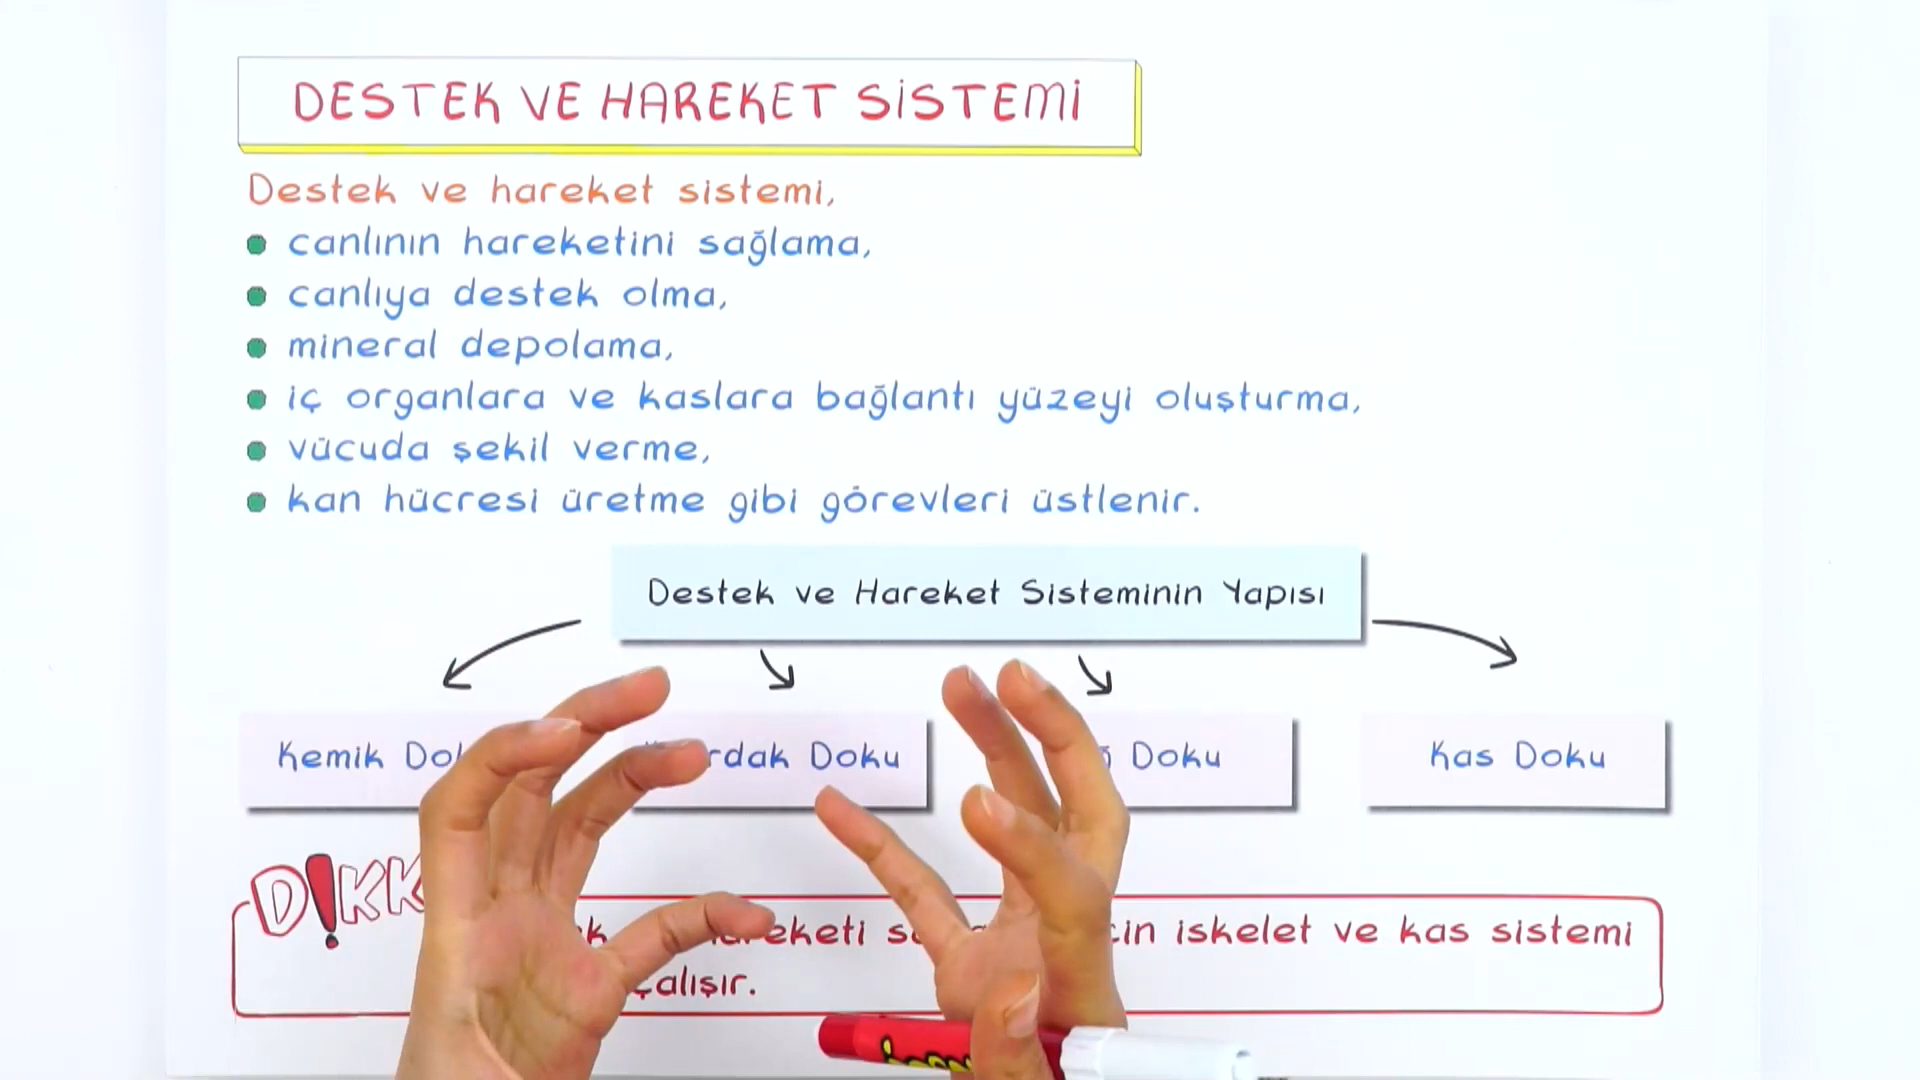 DESTEK VE HAREKET SİSTEMİ
Destek ve hareket sistemi,
canlının hareketini sağlama,
canlıya destek olma,
mineral depolama,
iç organlara ve kaslara bağlantı yüzeyi oluşturma,
vücuda şekil verme,
kan hücresi üretme gibi görevleri üstlenir.
Destek ve Hareket Sisteminin Yapısı
Kemik
Doku
Doku
Kas Doku
iskelet ve kas sistemi
çalışır.